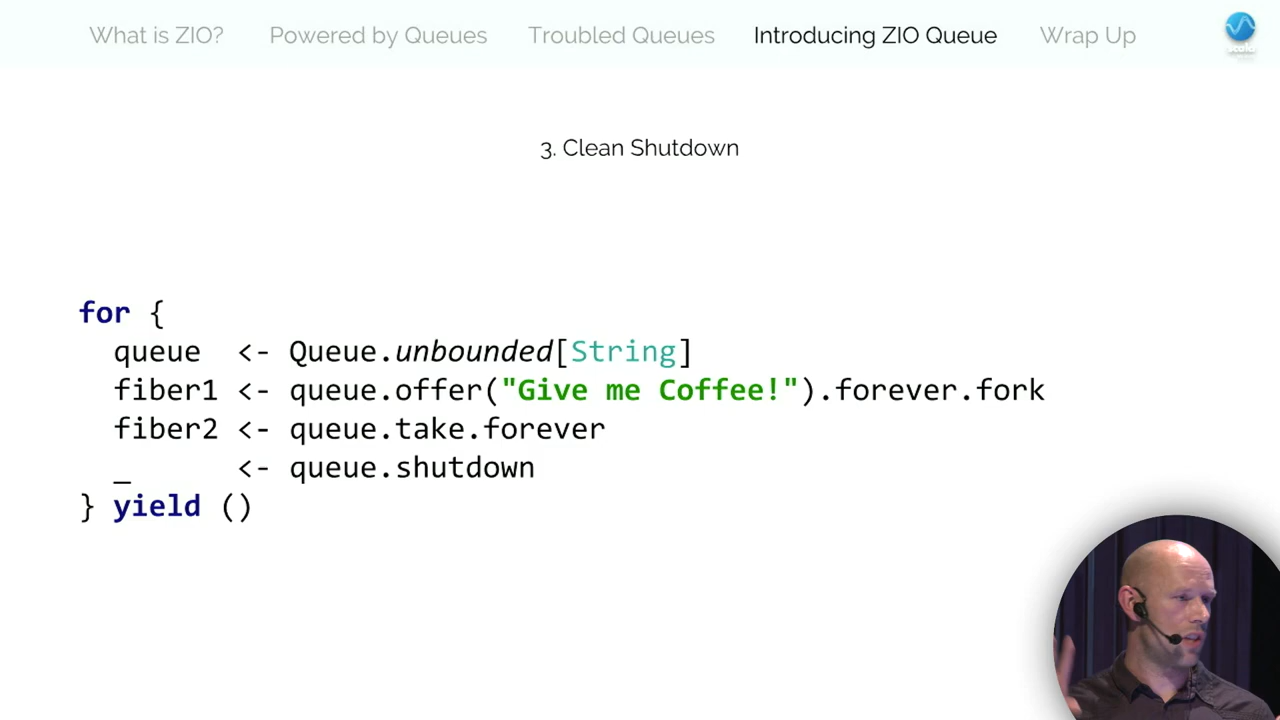 What is ZIO? Powered by Queues Troubled Queues Introducing ZIO Queue Wrap Up
scala
3. Clean Shutdown
for {
  queue  <- Queue.unbounded[String]
  fiber1 <- queue.offer("Give me Coffee!").forever.fork
  fiber2 <- queue.take.forever
  _      <- queue.shutdown
} yield ()